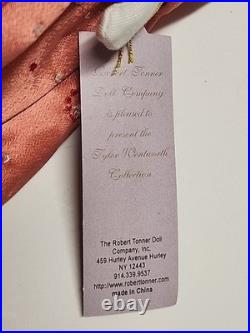 Robert Tonner
Doll Company
is pleased to
present the
Tyler Wentworth
Collection.
The Robert Tonner Doll
Company, Inc.
459 Hurley Avenue Hurley
NY 12443
914.339.9537
http://www.roberttonner.com
made in China